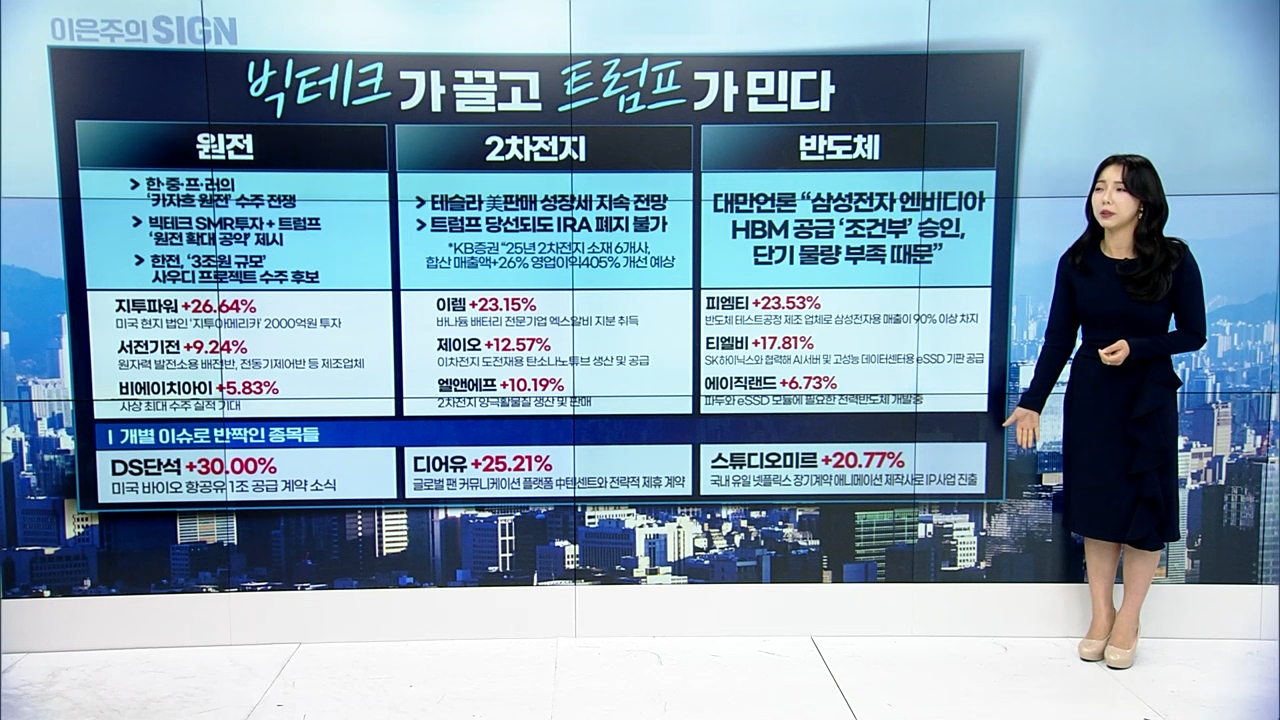 이은주의 SIGN
빅테크가 끌고 트럼프가 민다
원전
> 한·중·프·러의
'카자흐 원전' 수주 전쟁
> 빅테크 SMR투자 + 트럼프
'원전 확대 공약' 제시
> 한전, '3조원 규모'
사우디 프로젝트 수주 후보
지투파워 +26.64%
미국 현지 법인 '지투아메리카' 2000억원 투자
서전기전 +9.24%
원자력 발전소용 배전반, 전동기제어반 등 제조업체
비에이치아이 +5.83%
사상 최대 수주 실적 기대
2차전지
> 테슬라 美판매 성장세 지속 전망
> 트럼프 당선되도 IRA 폐지 불가
*KB증권 "25년 2차전지 소재 6개사,
합산 매출액+26% 영업이익405% 개선 예상
이렘 +23.15%
바나듐 배터리 전문기업 엑스알비 지분 취득
제이오 +12.57%
이차전지 도전재용 탄소나노튜브 생산 및 공급
엘앤에프 +10.19%
2차전지 양극활물질 생산 및 판매
반도체
대만언론 "삼성전자 엔비디아
HBM 공급 '조건부' 승인,
단기 물량 부족 때문"
피엠티 +23.53%
반도체 테스트공정 제조 업체로 삼성전자용 매출이 90% 이상 차지
티엘비 +17.81%
SK하이닉스와 협력해 AI 서버 및 고성능 데이터센터용 eSSD 기판 공급
에이직랜드 +6.73%
파두와 eSSD 모듈에 필요한 전력반도체 개발중
| 개별 이슈로 반짝인 종목들
DS단석 +30.00%
미국 바이오 항공유 1조 공급 계약 소식
디어유 +25.21%
글로벌 팬 커뮤니케이션 플랫폼 中텐센트와 전략적 제휴 계약
스튜디오미르 +20.77%
국내 유일 넷플릭스 장기계약 애니메이션 제작사로 IP사업 진출